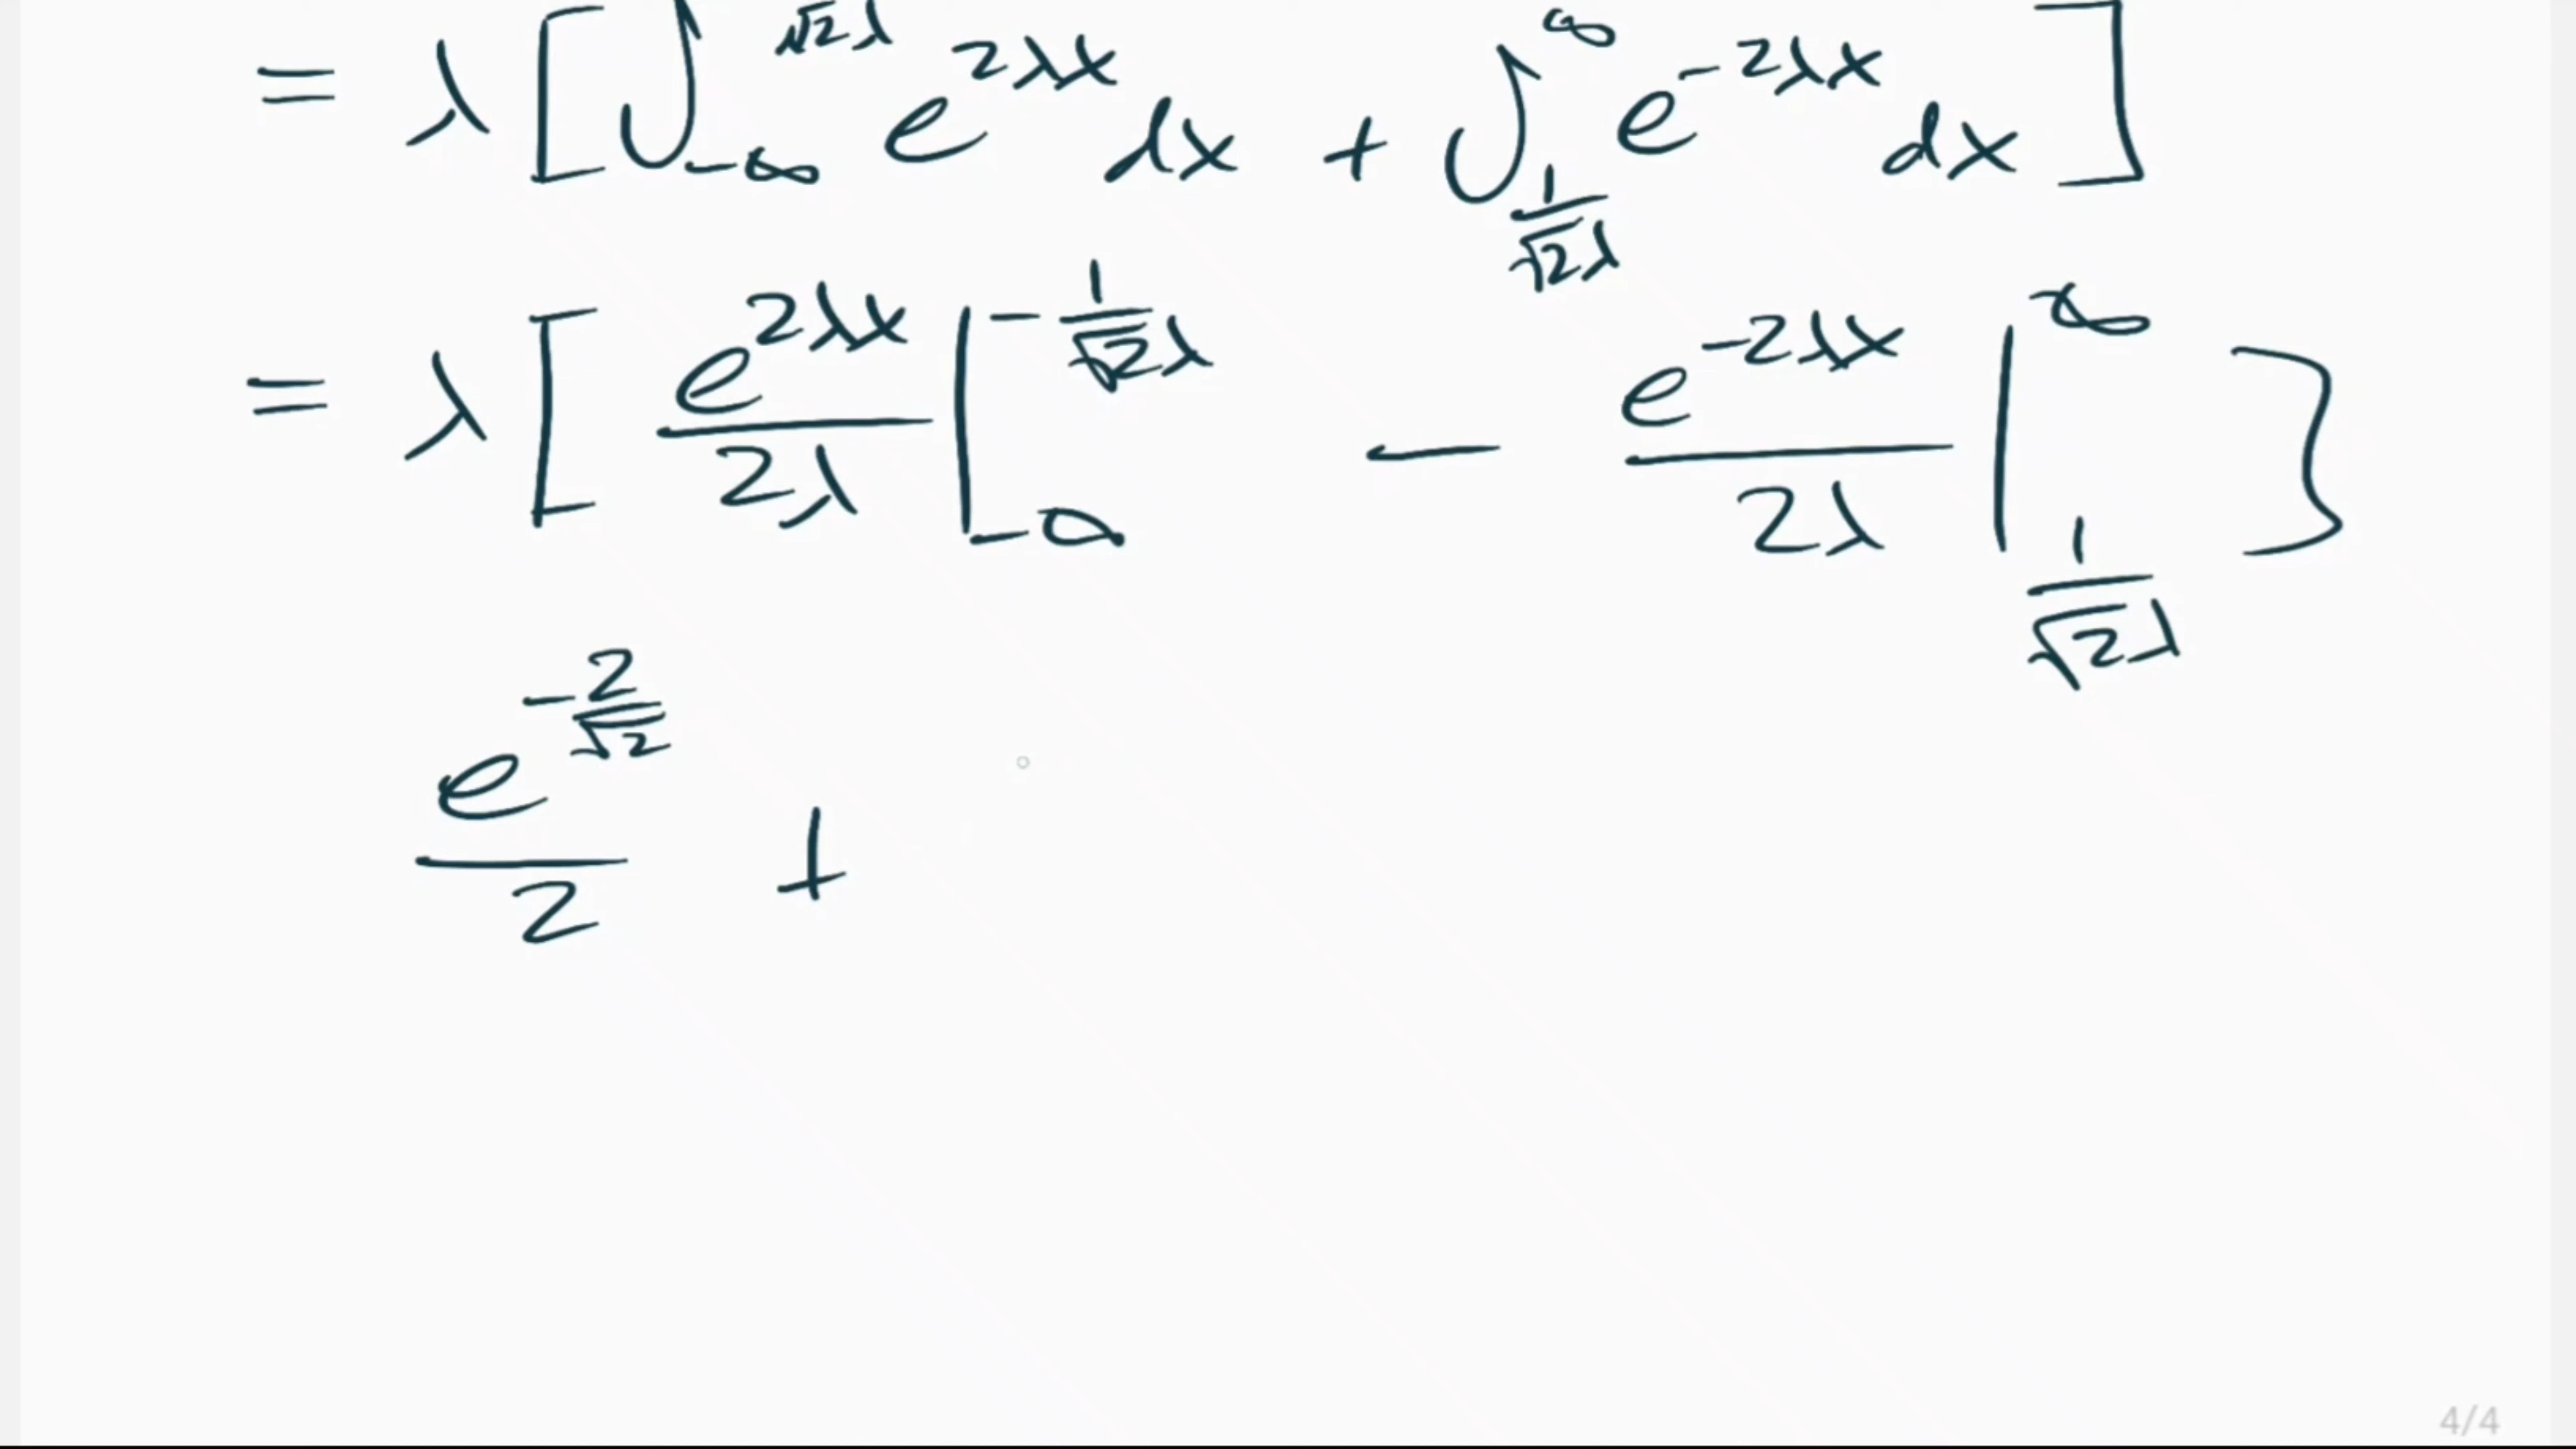 = λ [ ∫_{-∞}^{√2λ} e^{2λx} dx + ∫_{1/√2λ}^{∞} e^{-2λx} dx ]
= λ [ e^{2λx}/2λ |_{-∞}^{-1/√2λ} - e^{-2λx}/2λ |_{1/√2λ}^{∞} }
e^{-2/√2}/2 +
4/4